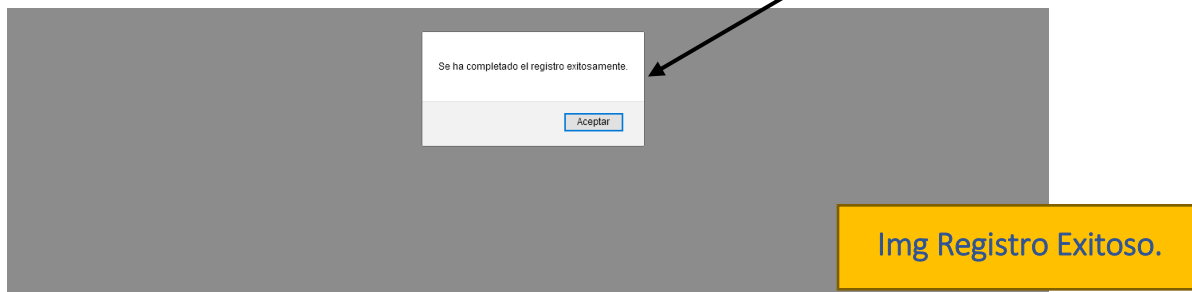 Se ha completado el registro exitosamente.
Aceptar
Img Registro Exitoso.